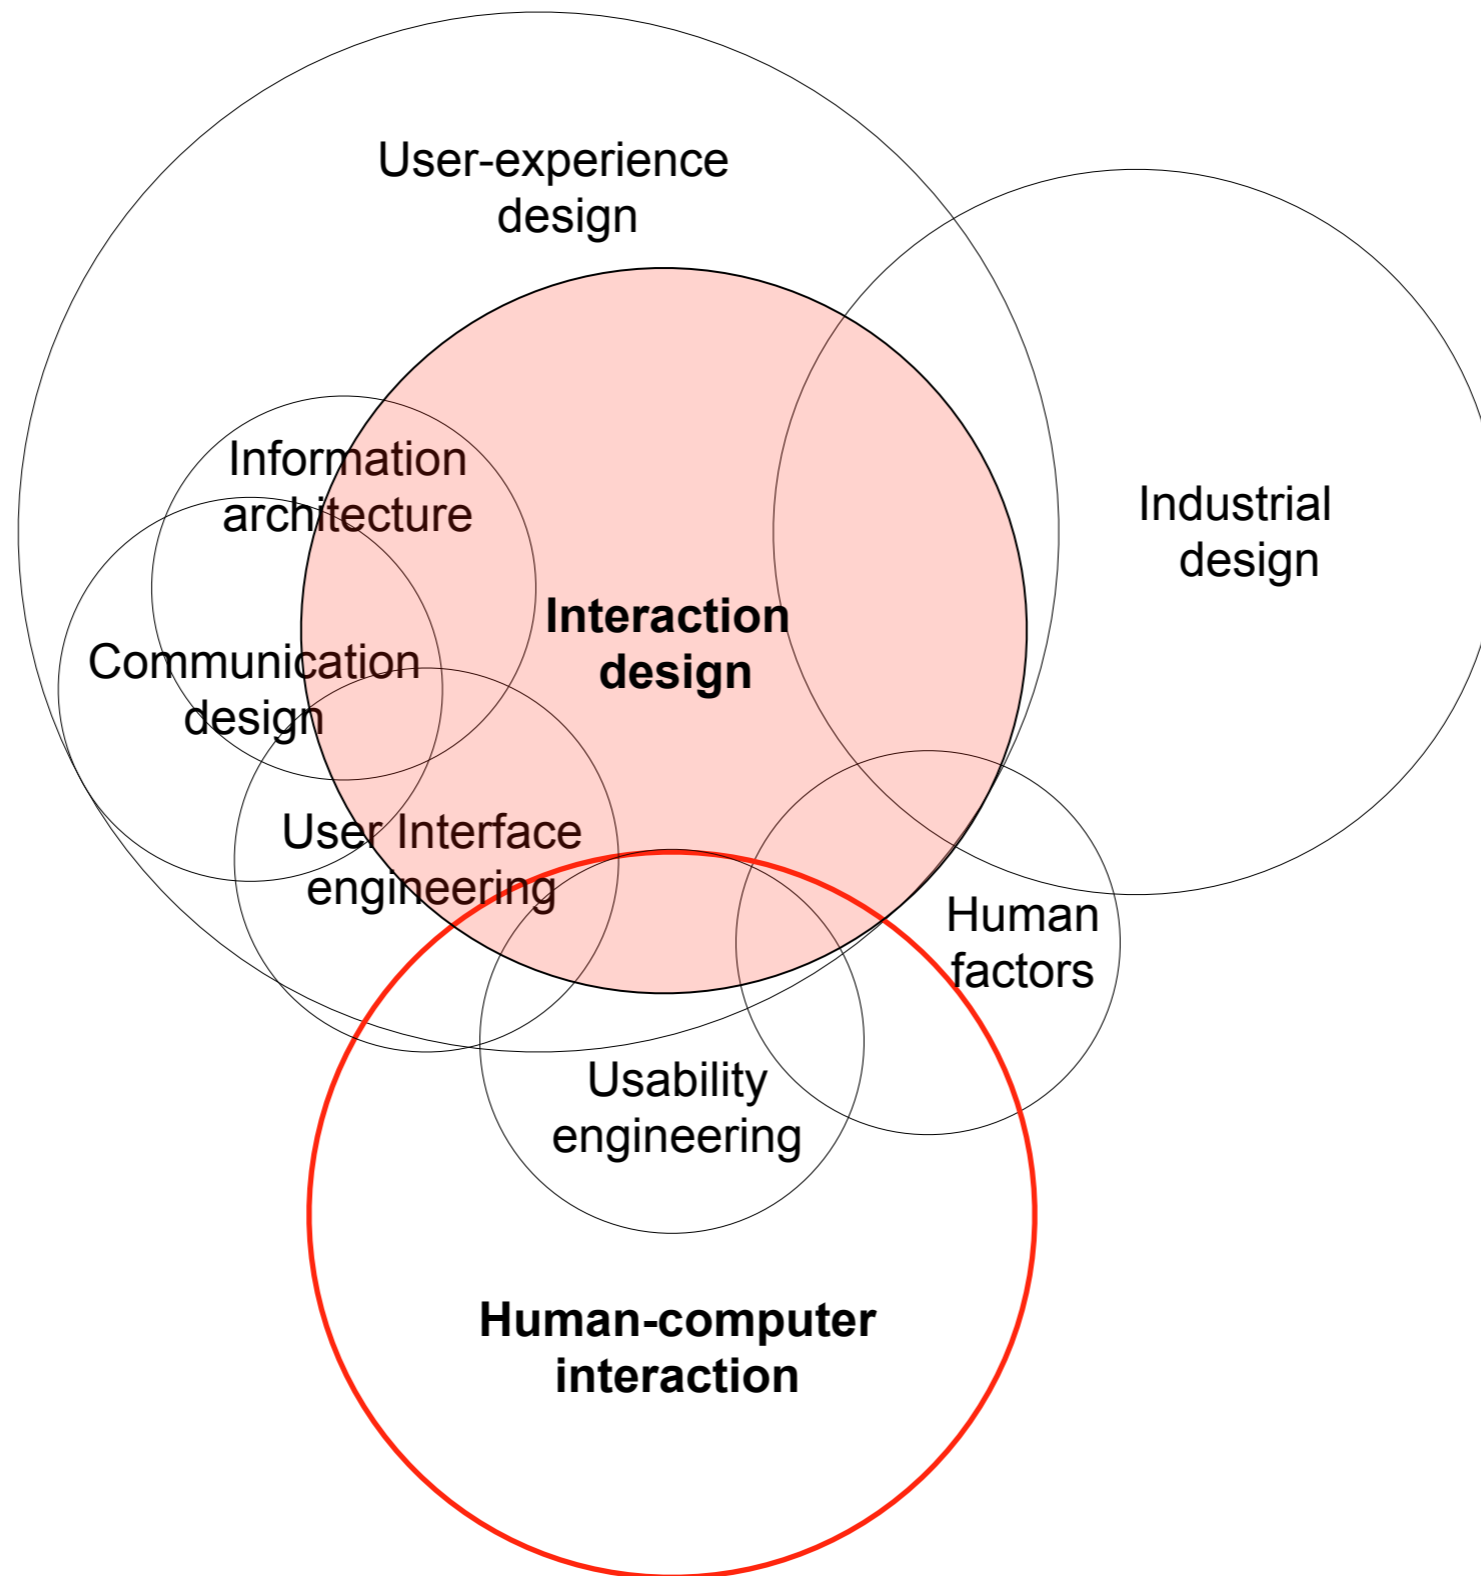 User-experience
design
Information
architecture
Industrial
design
Interaction
design
Communication
design
User Interface
engineering
Human
factors
Usability
engineering
Human-computer
interaction